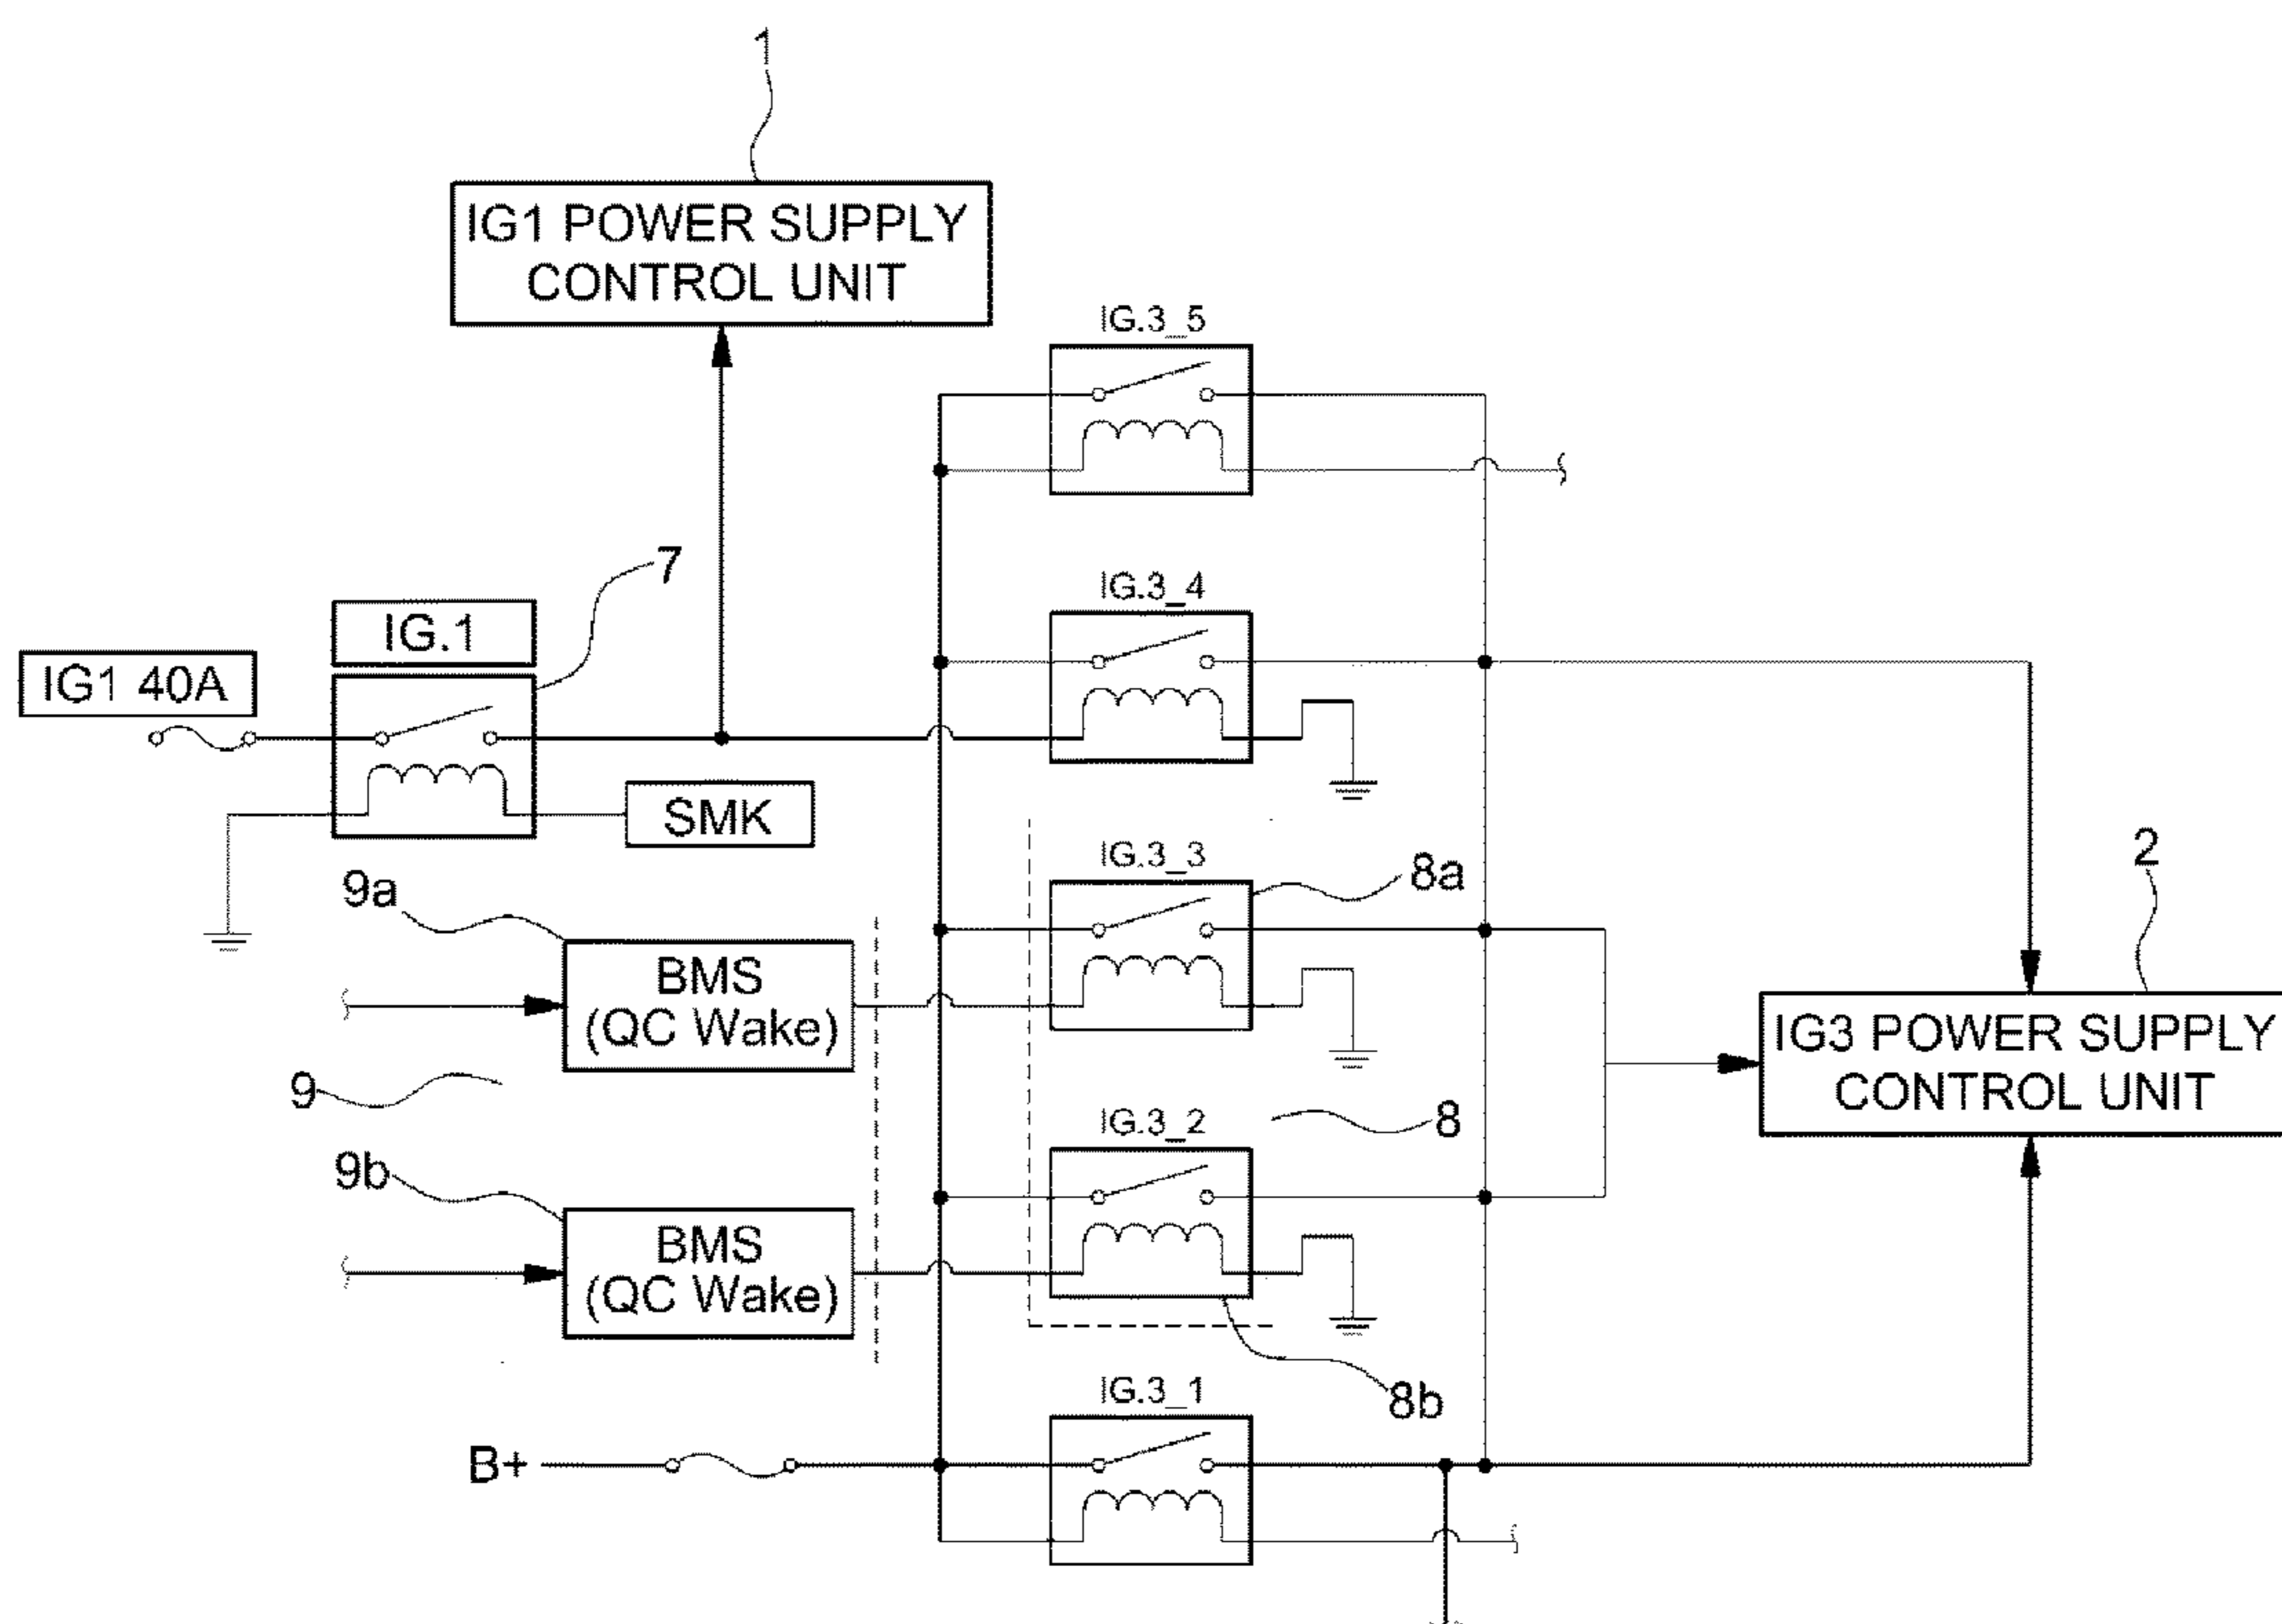 1
IG1 POWER SUPPLY
CONTROL UNIT
IG.3_5
7
IG.3_4
IG.1
IG1 40A
SMK
IG.3_3
8a
2
9a
BMS
(QC Wake)
IG3 POWER SUPPLY
CONTROL UNIT
9
IG.3_2
8
9b
BMS
(QC Wake)
IG.3_1
8b
B+